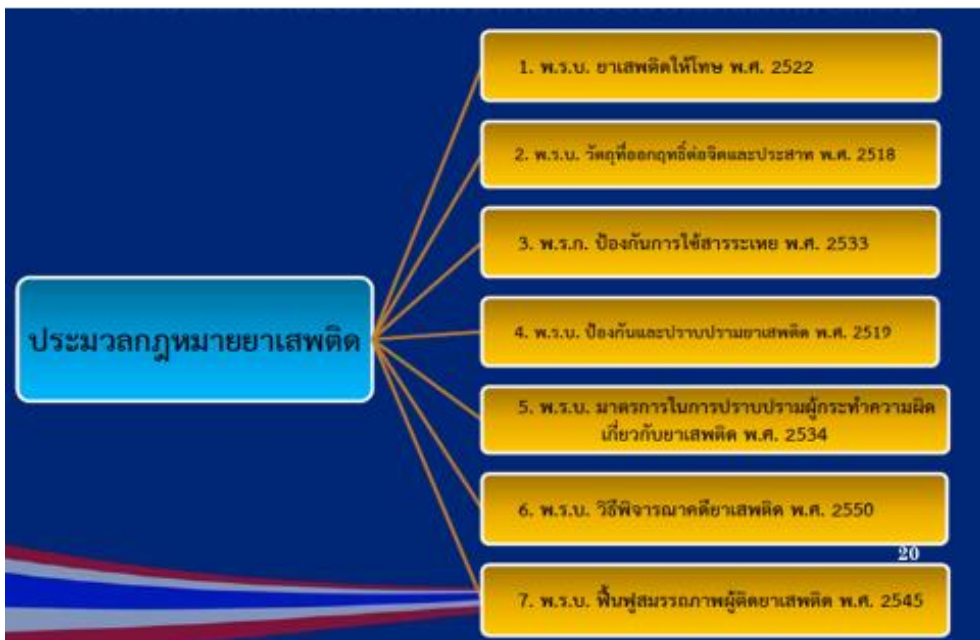 1. พ.ร.บ. ยาเสพติดให้โทษ พ.ศ. 2522
2. พ.ร.บ. วัตถุที่ออกฤทธิ์ต่อจิตและประสาท พ.ศ. 2518
3. พ.ร.ก. ป้องกันการใช้สารระเหย พ.ศ. 2533
ประมวลกฎหมายยาเสพติด
4. พ.ร.บ. ป้องกันและปราบปรามยาเสพติด พ.ศ. 2519
5. พ.ร.บ. มาตรการในการปราบปรามผู้กระทำความผิด
เกี่ยวกับยาเสพติด พ.ศ. 2534
6. พ.ร.บ. วิธีพิจารณาคดียาเสพติด พ.ศ. 2550
20
7. พ.ร.บ. ฟื้นฟูสมรรถภาพผู้ติดยาเสพติด พ.ศ. 2545